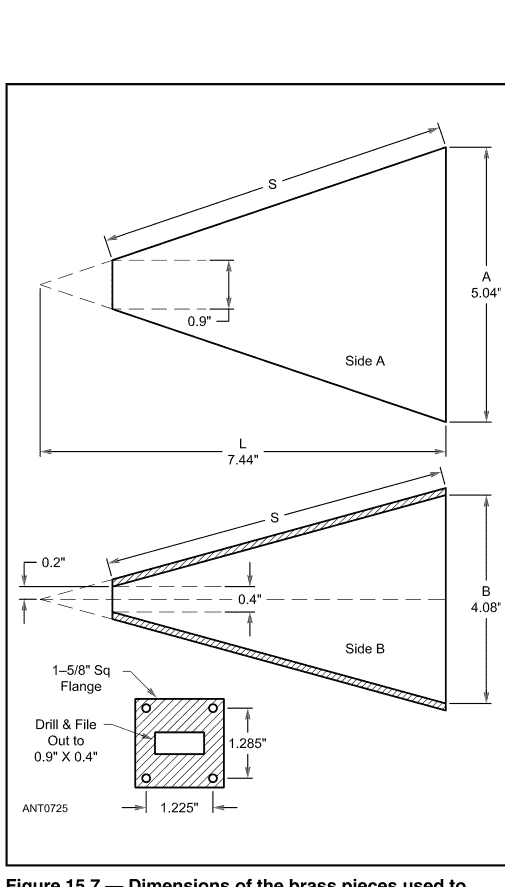 S
A
5.04"
0.9"
Side A
L
7.44"
S
0.2"
0.4"
B
4.08"
Side B
1–5/8" Sq
Flange
Drill & File
Out to
0.9" X 0.4"
1.285"
1.225"
ANT0725
Figure 15.7 — Dimensions of the brass pieces used to